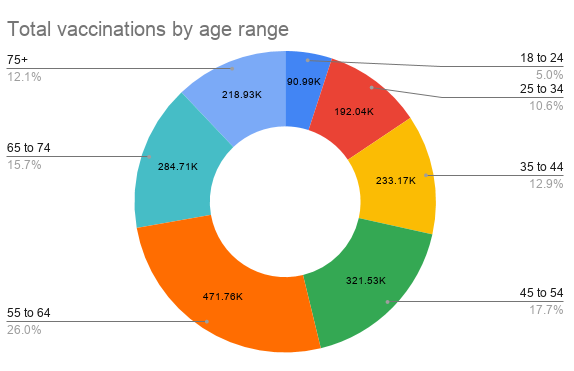 Total vaccinations by age range
75+
12.1%
18 to 24
5.0%
25 to 34
10.6%
90.99K
218.93K
192.04K
65 to 74
15.7%
284.71K
35 to 44
12.9%
233.17K
321.53K
45 to 54
17.7%
471.76K
55 to 64
26.0%